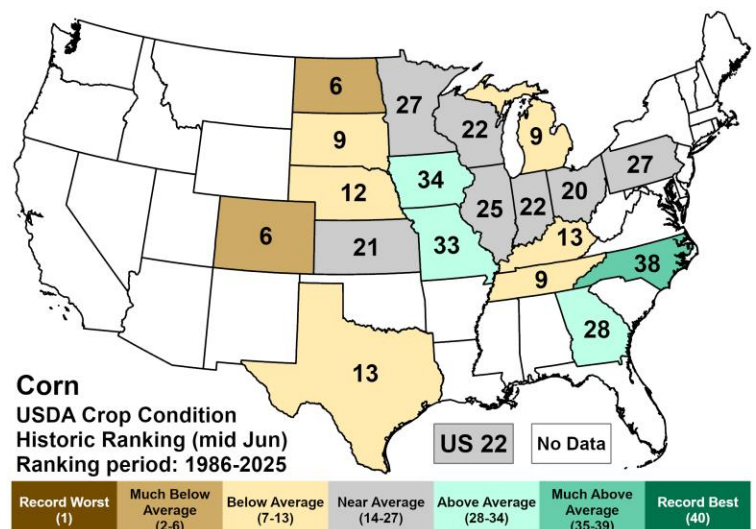 6
27
9
22
9
27
12
34
25
22
20
6
21
33
13
9
38
28
13
Corn
USDA Crop Condition
Historic Ranking (mid Jun)
Ranking period: 1986-2025
US 22
No Data
Record Worst
(1)
Much Below
Average
(2-6)
Below Average
(7-13)
Near Average
(14-27)
Above Average
(28-34)
Much Above
Average
(35-39)
Record Best
(40)